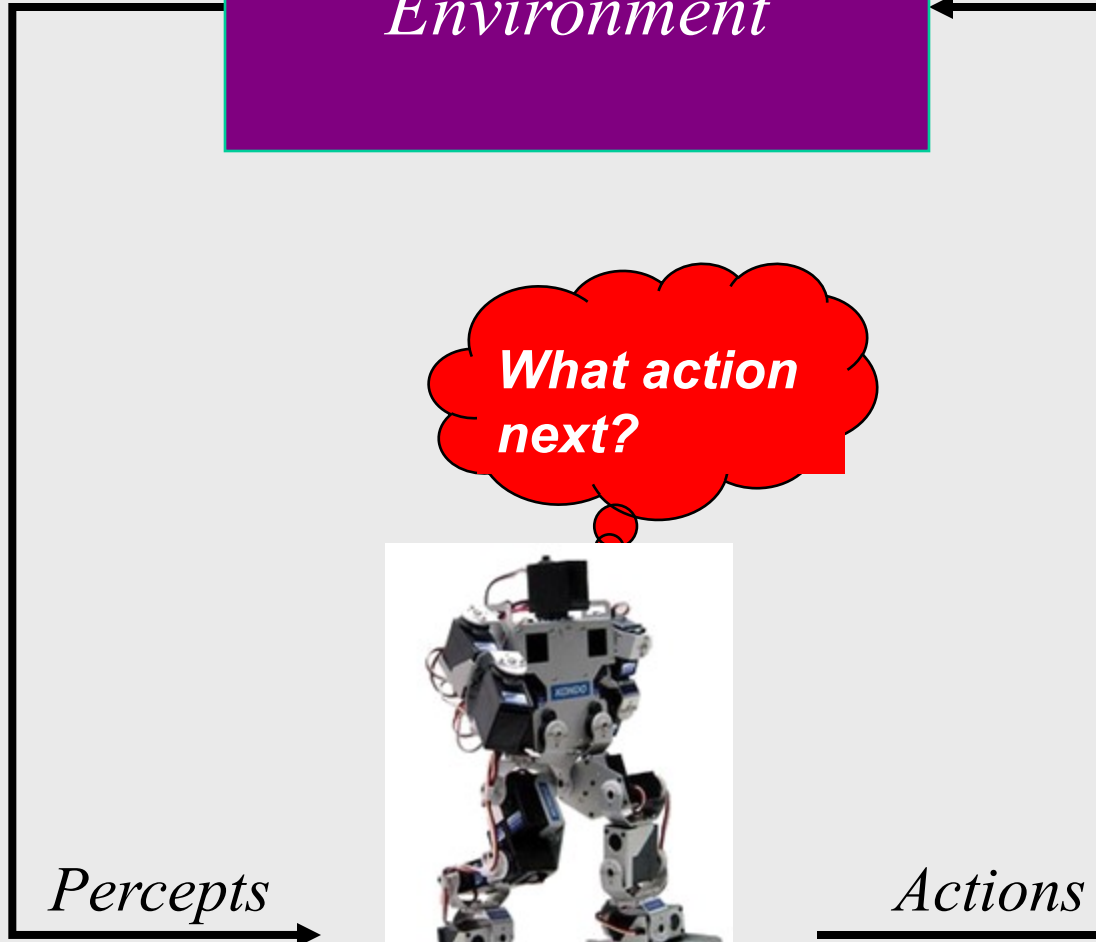 Environment
What action
next?
KONDO
Percepts
Actions